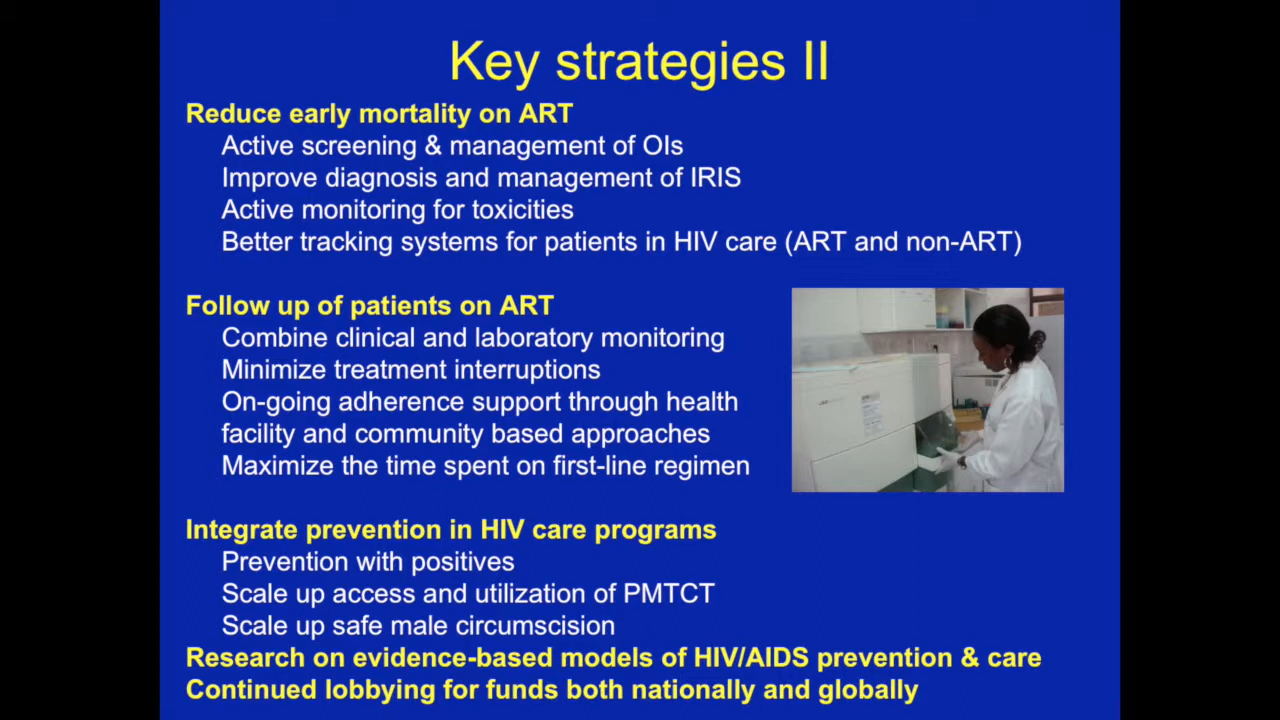 Key strategies II
Reduce early mortality on ART
Active screening & management of OIs
Improve diagnosis and management of IRIS
Active monitoring for toxicities
Better tracking systems for patients in HIV care (ART and non-ART)
Follow up of patients on ART
Combine clinical and laboratory monitoring
Minimize treatment interruptions
On-going adherence support through health
facility and community based approaches
Maximize the time spent on first-line regimen
Integrate prevention in HIV care programs
Prevention with positives
Scale up access and utilization of PMTCT
Scale up safe male circumscision
Research on evidence-based models of HIV/AIDS prevention & care
Continued lobbying for funds both nationally and globally